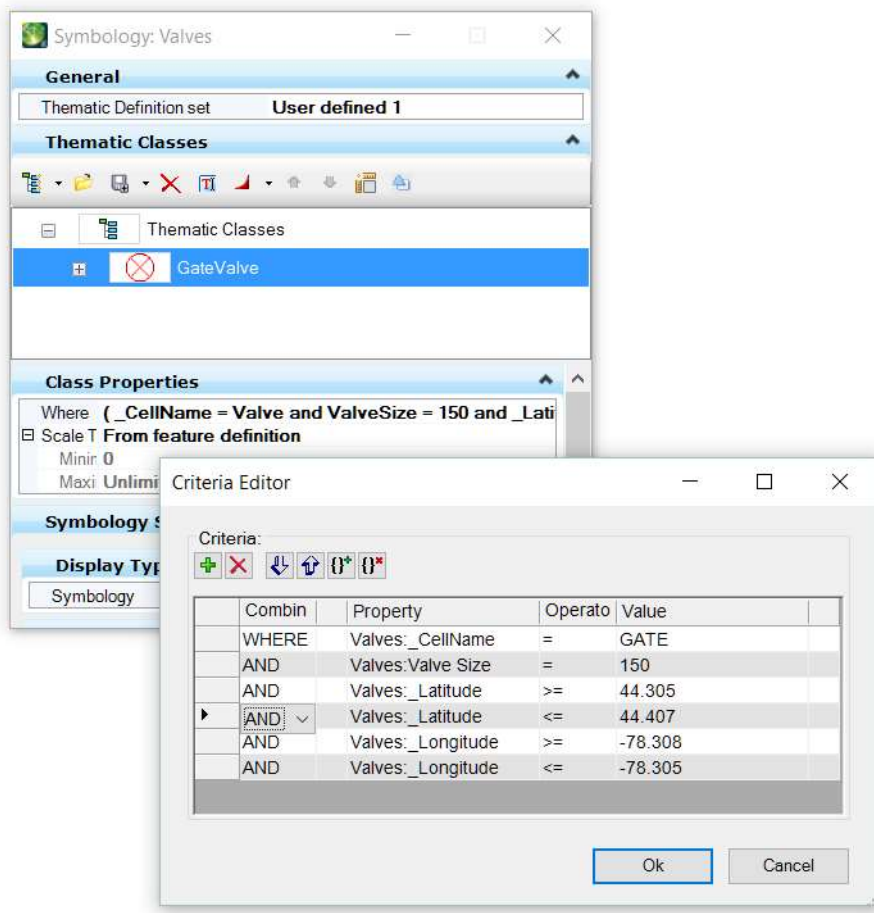 Symbology: Valves
General
Thematic Definition set User defined 1
Thematic Classes
Thematic Classes
GateValve
Class Properties
Where ( _CellName = Valve and ValveSize = 150 and _Lati
Scale T From feature definition
Minir 0
Maxi Unlimi
Symbology S
Display Typ
Symbology
Criteria Editor
Criteria:
Combin Property Operato Value
WHERE Valves:_CellName = GATE
AND Valves:Valve Size = 150
AND Valves:_Latitude >= 44.305
AND Valves:_Latitude <= 44.407
AND Valves:_Longitude >= -78.308
AND Valves:_Longitude <= -78.305
Ok Cancel